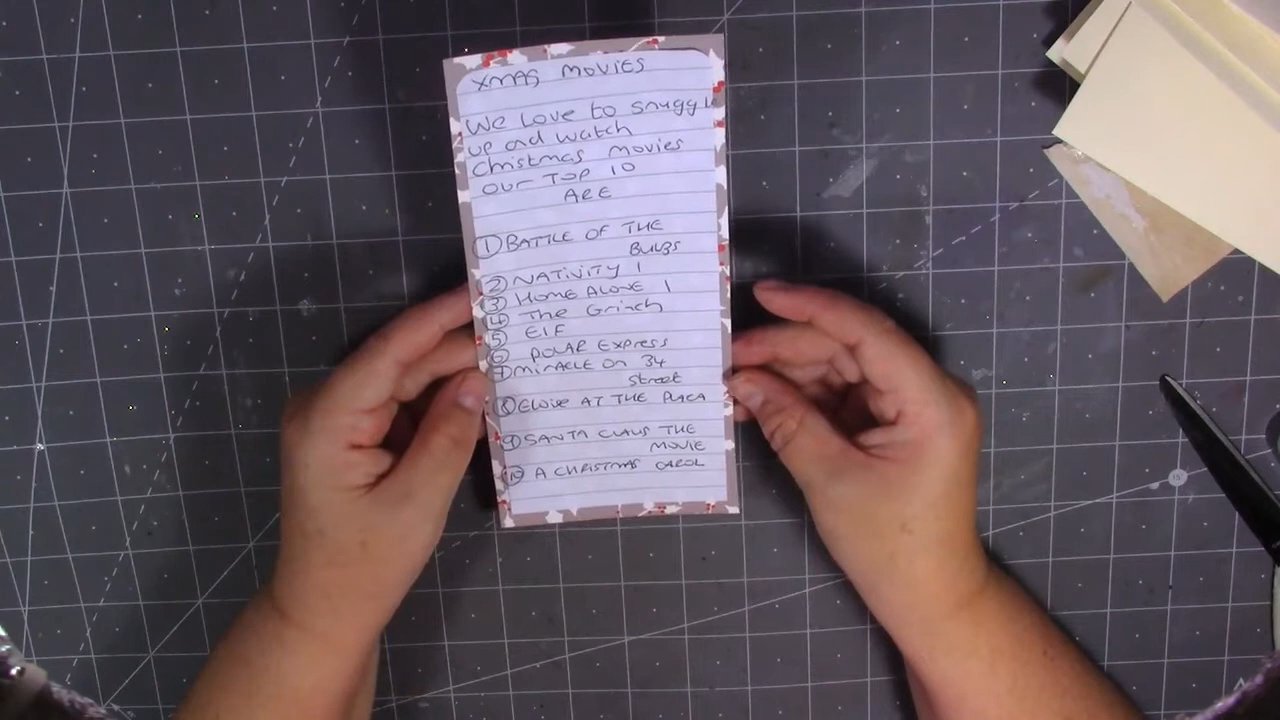 XMAS MOVIES
WE LOVE to snuggl
up and watch
Christmas movies
our TOP 10
ARE
① BATTLE OF THE
BULBS
② NATIVITY 1
③ HOME ALONE 1
④ The Grinch
⑤ ElF
⑥ POLAR EXPRESS
⑦ MIRACLE on 34
street
⑧ ELOISE AT THE PLACA
⑨ SANTA CLAUS THE
MOVIE
⑩ A CHRISTMAS CAROL